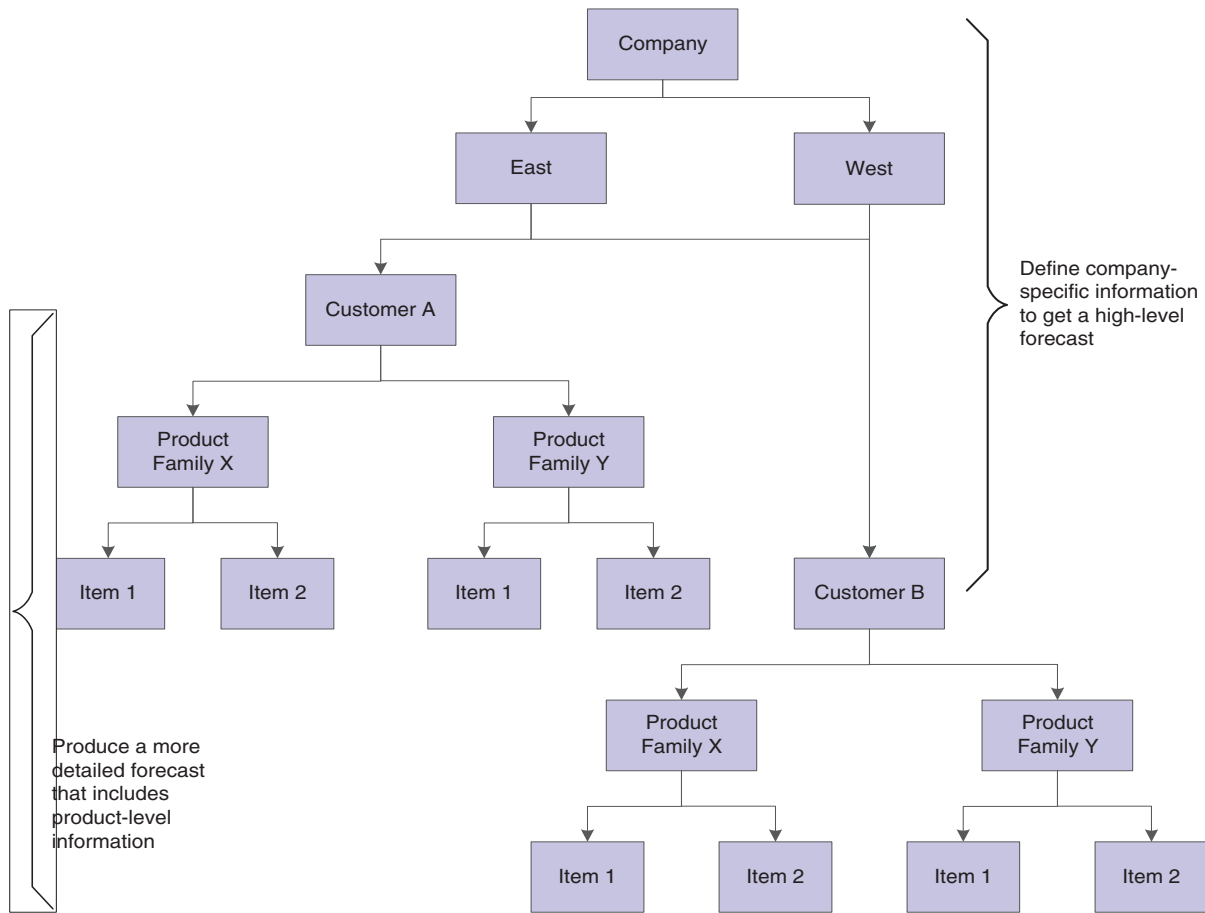 Company
East
West
Define company-
specific information
to get a high-level
forecast
Customer A
Product
Family X
Product
Family Y
Item 1
Item 2
Item 1
Item 2
Customer B
Produce a more
detailed forecast
that includes
product-level
information
Product
Family X
Product
Family Y
Item 1
Item 2
Item 1
Item 2